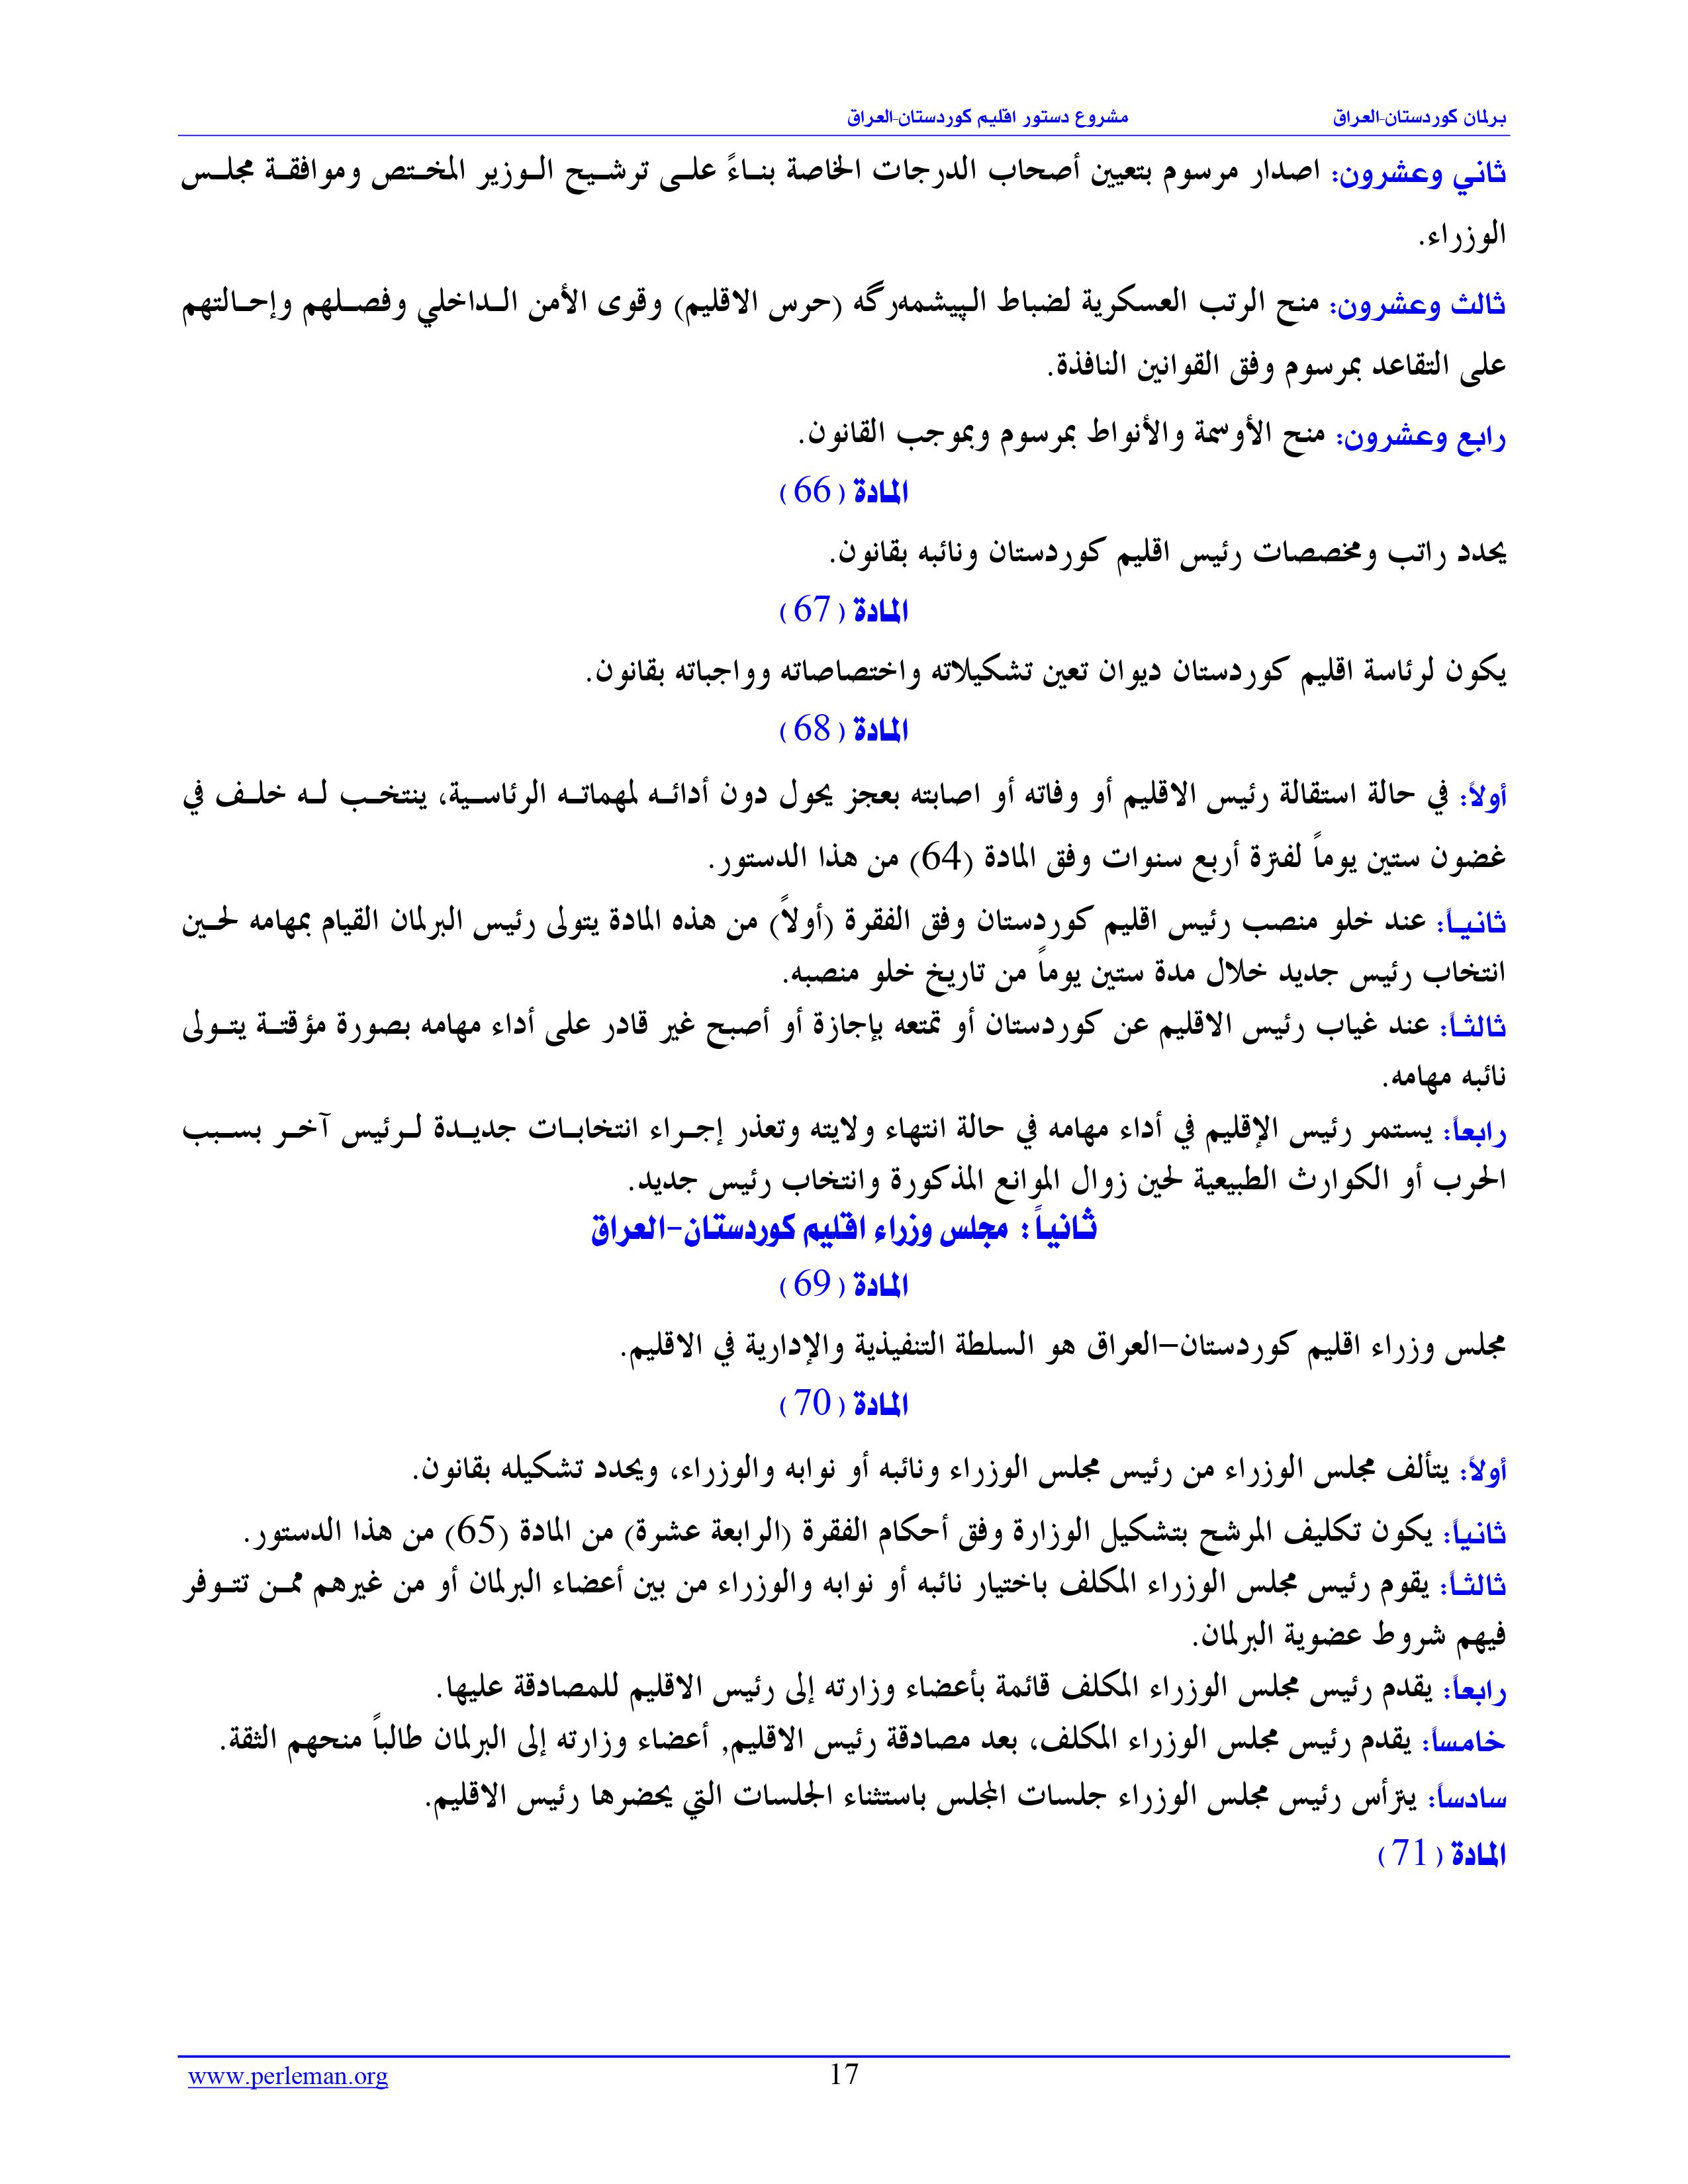 برلمان كوردستان-العراق مشروع دستور اقليم كوردستان-العراق
ثاني وعشرون: اصدار مرسوم بتعيين أصحاب الدرجات الخاصة بناءً على ترشيح الوزير المختص وموافقة مجلس
الوزراء.
ثالث وعشرون: منح الرتب العسكرية لضباط الپيشمەرگه (حرس الاقليم) وقوى الأمن الداخلي وفصلهم وإحالتهم
على التقاعد بمرسوم وفق القوانين النافذة.
رابع وعشرون: منح الأوسمة والأنواط بمرسوم وبموجب القانون.
المادة (66)
يحدد راتب ومخصصات رئيس اقليم كوردستان ونائبه بقانون.
المادة (67)
يكون لرئاسة اقليم كوردستان ديوان تعين تشكيلاته واختصاصاته وواجباته بقانون.
المادة (68)
أولاً: في حالة استقالة رئيس الاقليم أو وفاته أو اصابته بعجز يحول دون أدائه لمهماته الرئاسية، ينتخب له خلف في
غضون ستين يوماً لفترة أربع سنوات وفق المادة (64) من هذا الدستور.
ثانياً: عند خلو منصب رئيس اقليم كوردستان وفق الفقرة (أولاً) من هذه المادة يتولى رئيس البرلمان القيام بمهامه لحين
انتخاب رئيس جديد خلال مدة ستين يوماً من تاريخ خلو منصبه.
ثالثاً: عند غياب رئيس الاقليم عن كوردستان أو تمتعه بإجازة أو أصبح غير قادر على أداء مهامه بصورة مؤقتة يتولى
نائبه مهامه.
رابعاً: يستمر رئيس الإقليم في أداء مهامه في حالة انتهاء ولايته وتعذر إجراء انتخابات جديدة لرئيس آخر بسبب
الحرب أو الكوارث الطبيعية لحين زوال الموانع المذكورة وانتخاب رئيس جديد.
ثانياً: مجلس وزراء اقليم كوردستان-العراق
المادة (69)
مجلس وزراء اقليم كوردستان-العراق هو السلطة التنفيذية والإدارية في الاقليم.
المادة (70)
أولاً: يتألف مجلس الوزراء من رئيس مجلس الوزراء ونائبه أو نوابه والوزراء، ويحدد تشكيله بقانون.
ثانياً: يكون تكليف المرشح بتشكيل الوزارة وفق أحكام الفقرة (الرابعة عشرة) من المادة (65) من هذا الدستور.
ثالثاً: يقوم رئيس مجلس الوزراء المكلف باختيار نائبه أو نوابه والوزراء من بين أعضاء البرلمان أو من غيرهم ممن تتوفر
فيهم شروط عضوية البرلمان.
رابعاً: يقدم رئيس مجلس الوزراء المكلف قائمة بأعضاء وزارته إلى رئيس الاقليم للمصادقة عليها.
خامساً: يقدم رئيس مجلس الوزراء المكلف، بعد مصادقة رئيس الاقليم, أعضاء وزارته إلى البرلمان طالباً منحهم الثقة.
سادساً: يترأس رئيس مجلس الوزراء جلسات المجلس باستثناء الجلسات التي يحضرها رئيس الاقليم.
المادة (71)
www.perleman.org 17